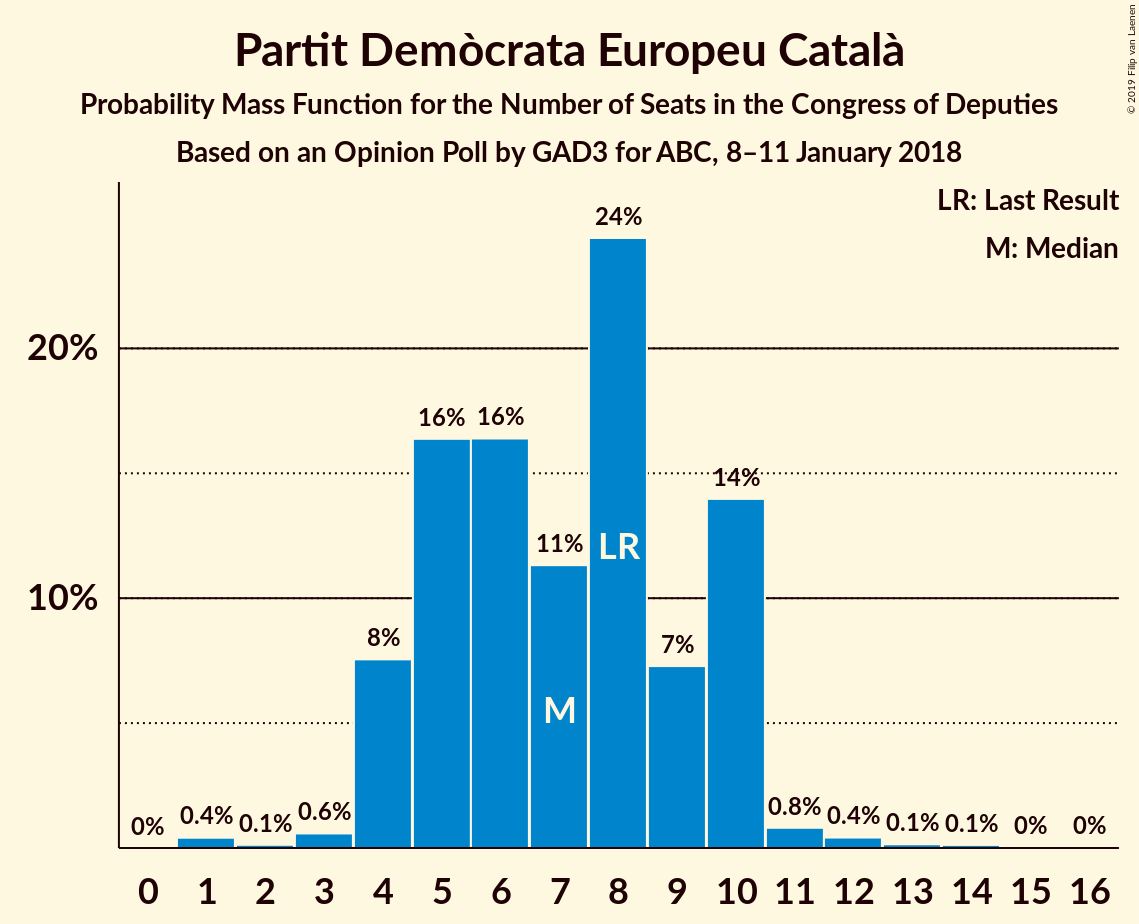 Partit Demòcrata Europeu Català
Probability Mass Function for the Number of Seats in the Congress of Deputies
Based on an Opinion Poll by GAD3 for ABC, 8–11 January 2018
© 2019 Filip van Laenen
LR: Last Result
M: Median
20%
10%
0%
0.4%
0.1%
0.6%
8%
16%
16%
11%
24%
7%
14%
0.8%
0.4%
0.1%
0.1%
0%
0%
LR
M
0 1 2 3 4 5 6 7 8 9 10 11 12 13 14 15 16